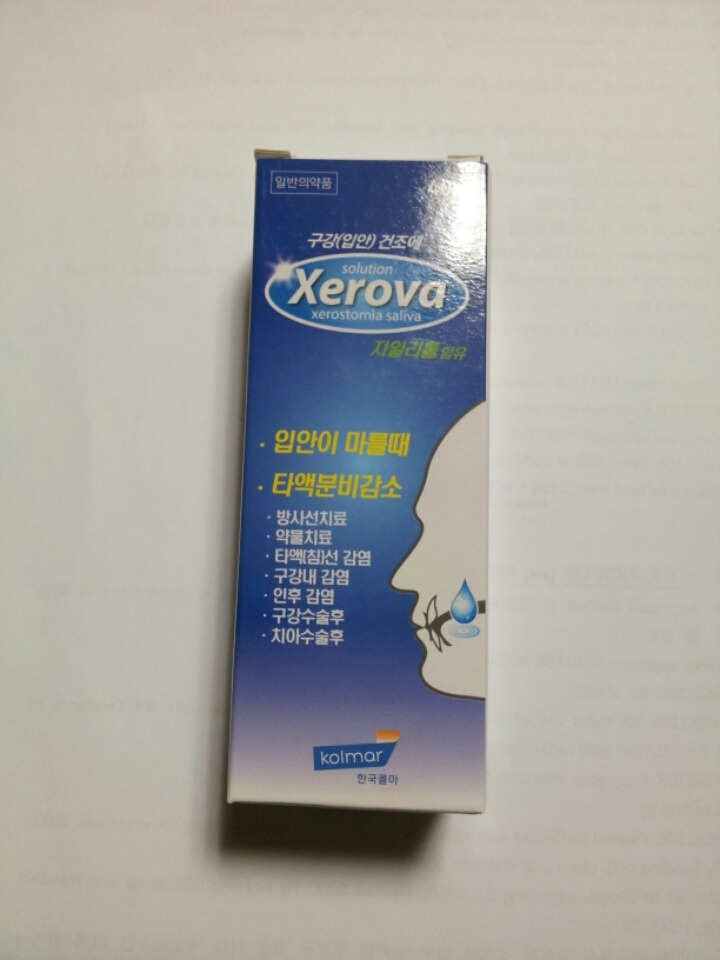 일반의약품
구강(입안) 건조에
solution
Xerova
xerostomia saliva
자일리톨 함유
· 입안이 마를때
· 타액분비감소
· 방사선치료
· 약물치료
· 타액(침)선 감염
· 구강내 감염
· 인후 감염
· 구강수술후
· 치아수술후
kolmar
한국콜마